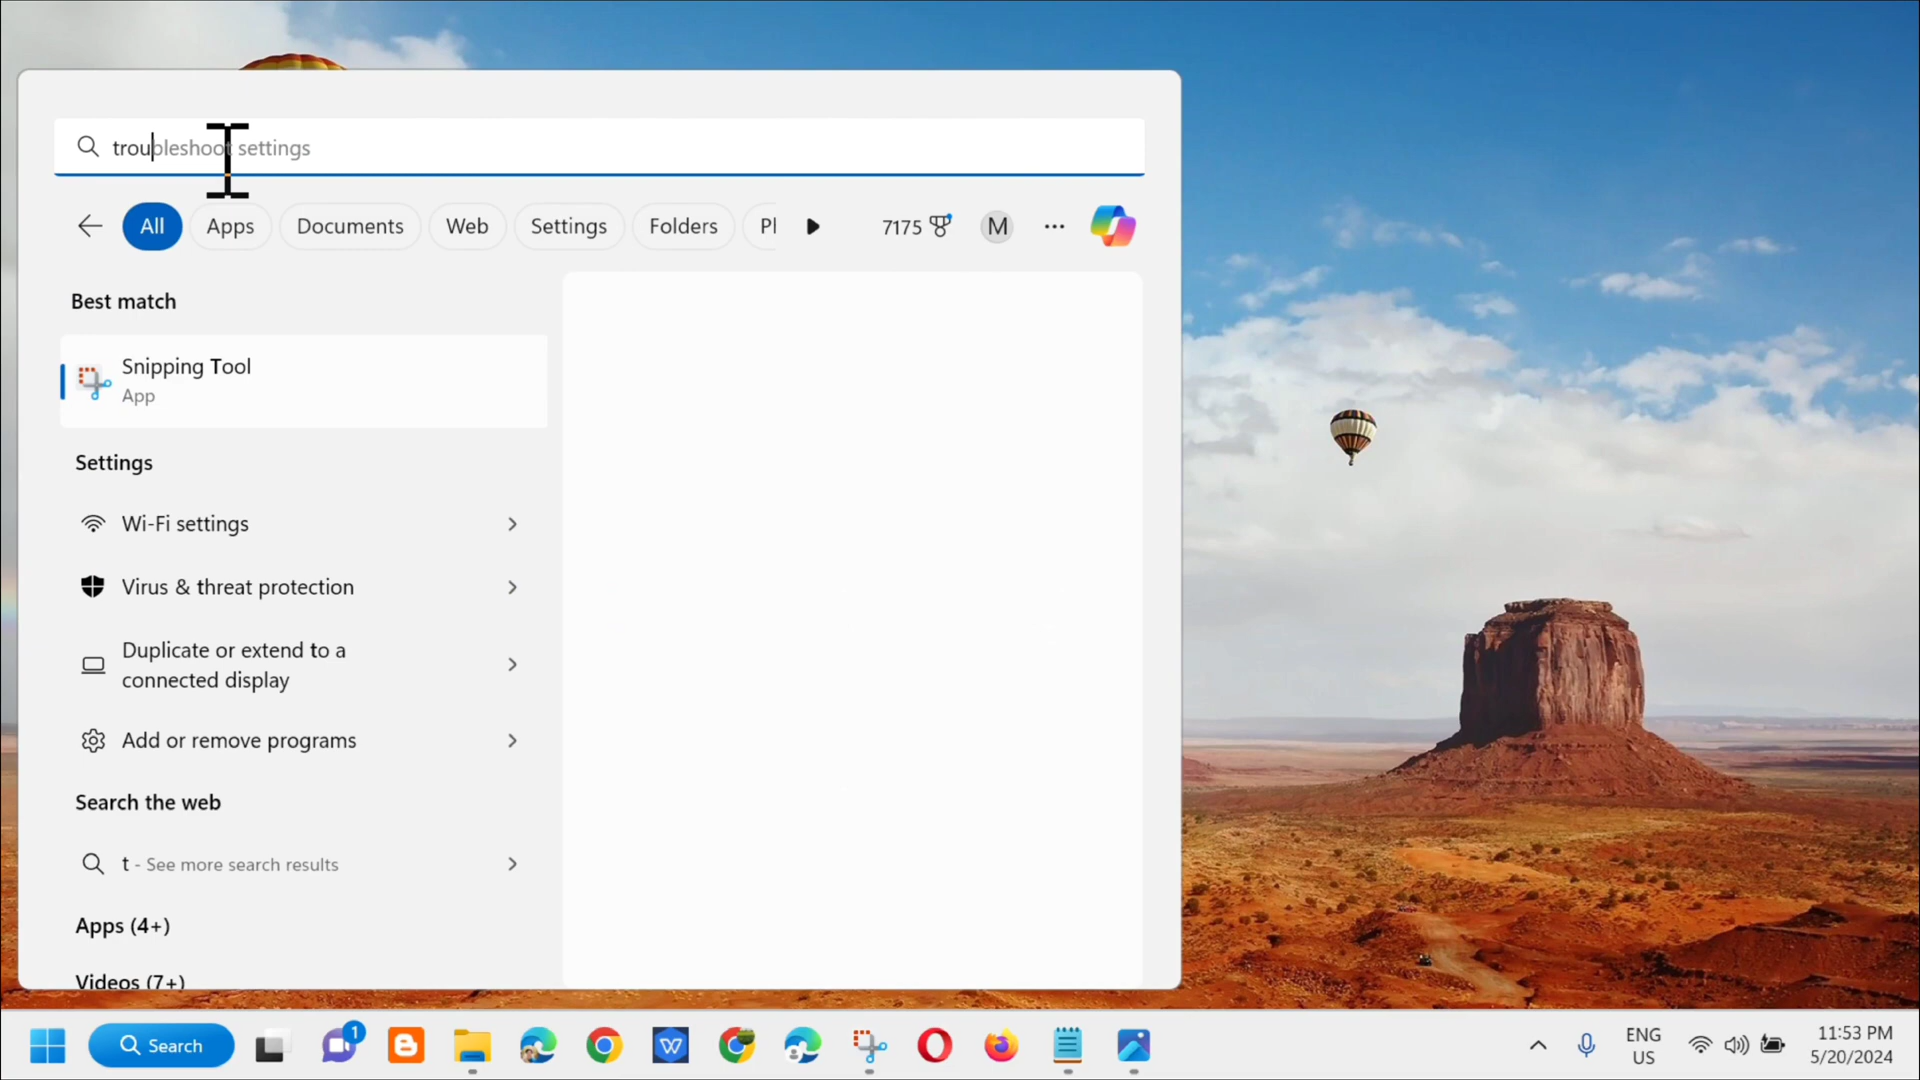 troubleshoot settings
All
Apps
Documents
Web
Settings
Folders
7175
M
Best match
Snipping Tool
App
Settings
Wi-Fi settings
Virus & threat protection
Duplicate or extend to a
connected display
Add or remove programs
Search the web
t - See more search results
Apps (4+)
Videos (7+)
Search
1
ENG
US
11:53 PM
5/20/2024